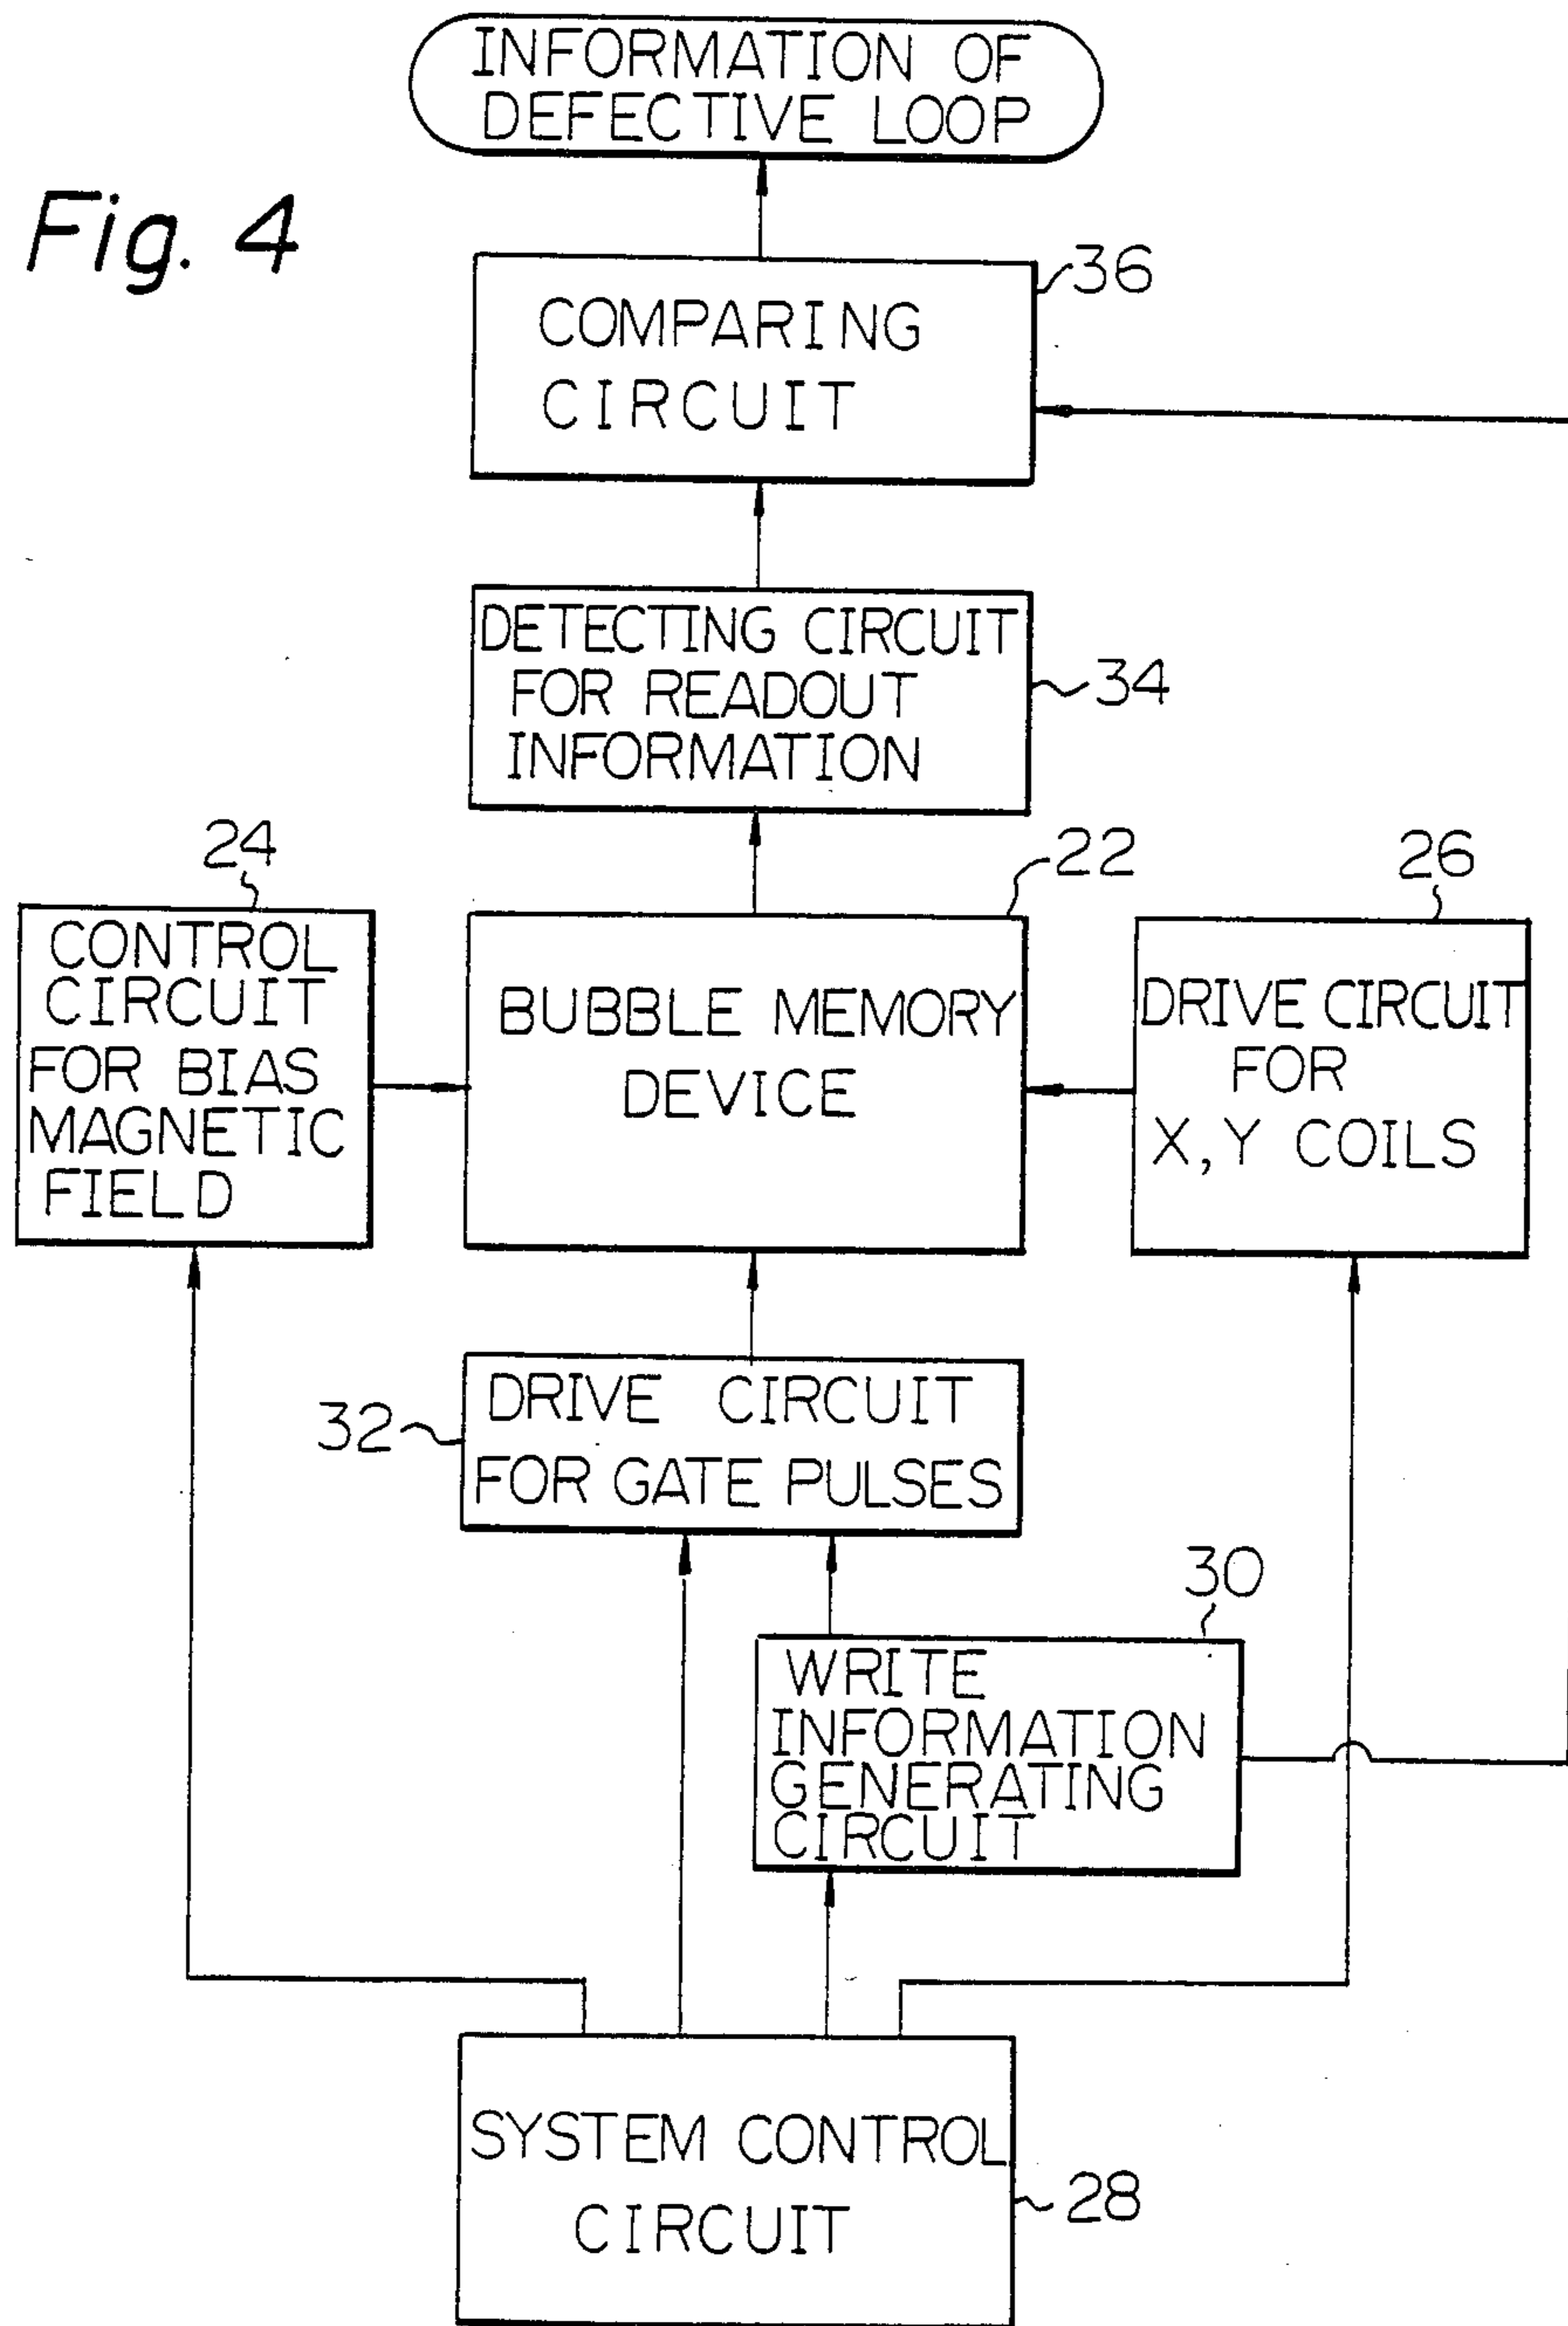 INFORMATION OF
DEFECTIVE LOOP
Fig. 4
36
COMPARING
CIRCUIT
DETECTING CIRCUIT
FOR READOUT
INFORMATION
34
24
22
26
CONTROL
CIRCUIT
FOR BIAS
MAGNETIC
FIELD
BUBBLE MEMORY
DEVICE
DRIVE CIRCUIT
FOR
X, Y COILS
32
DRIVE CIRCUIT
FOR GATE PULSES
30
WRITE
INFORMATION
GENERATING
CIRCUIT
SYSTEM CONTROL
CIRCUIT
28